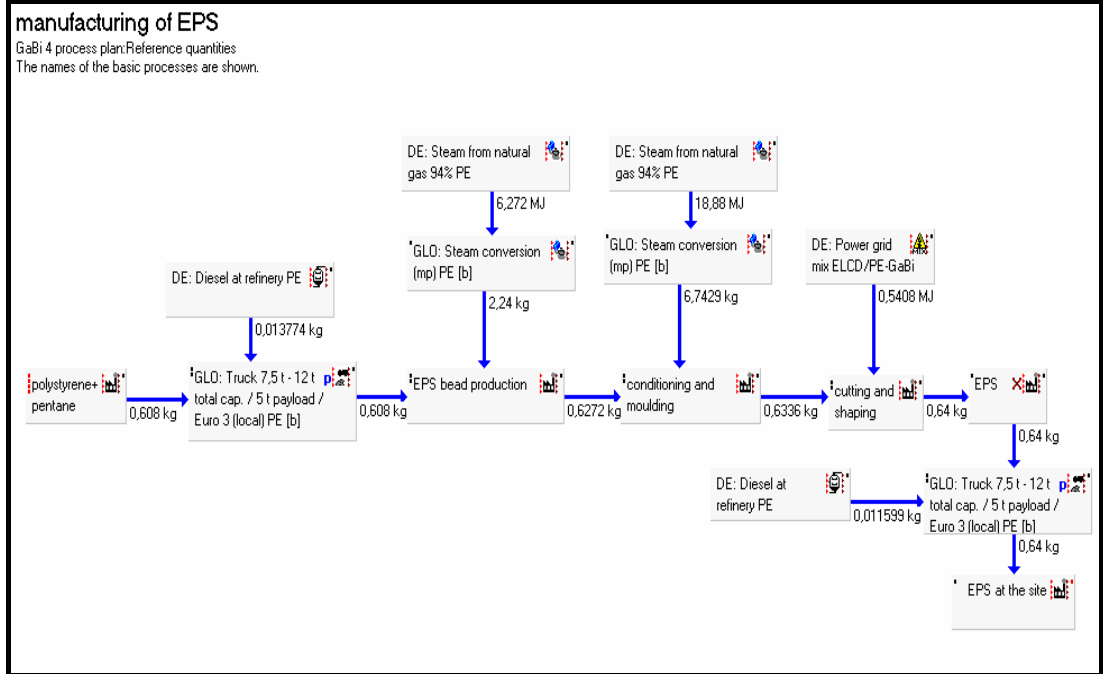 manufacturing of EPS
GaBi 4 process plan:Reference quantities
The names of the basic processes are shown.
DE: Steam from natural
gas 94% PE
DE: Steam from natural
gas 94% PE
6,272 MJ
18,88 MJ
GLO: Steam conversion
(mp) PE [b]
GLO: Steam conversion
(mp) PE [b]
DE: Power grid
mix ELCD/PE-GaBi
MIX
DE: Diesel at refinery PE
2,24 kg
6,7429 kg
0,5408 MJ
0,013774 kg
polystyrene+
pentane
0,608 kg
GLO: Truck 7,5 t - 12 t p
total cap. / 5 t payload /
Euro 3 (local) PE [b]
0,608 kg
EPS bead production
0,6272 kg
conditioning and
moulding
0,6336 kg
cutting and
shaping
0,64 kg
EPS X
0,64 kg
DE: Diesel at
refinery PE
0,011599 kg
GLO: Truck 7,5 t - 12 t p
total cap. / 5 t payload /
Euro 3 (local) PE [b]
0,64 kg
EPS at the site